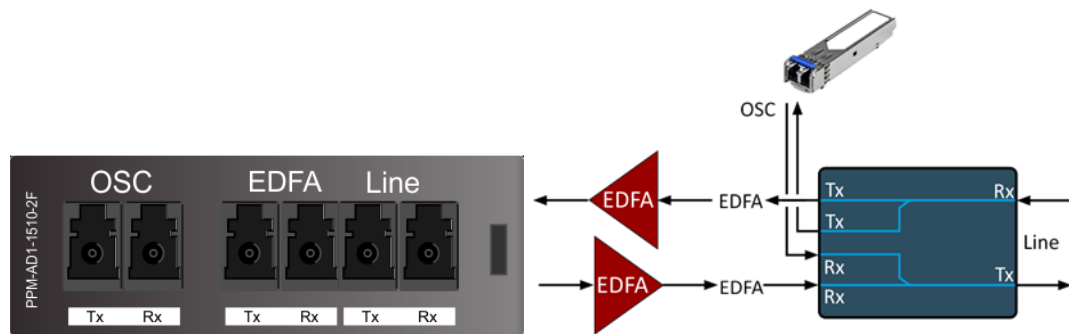 PPM-AD1-1510-2F
OSC EDFA Line
Tx Rx Tx Rx Tx Rx
OSC
EDFA EDFA Tx Rx
Tx
Line
Rx
EDFA EDFA Rx Tx